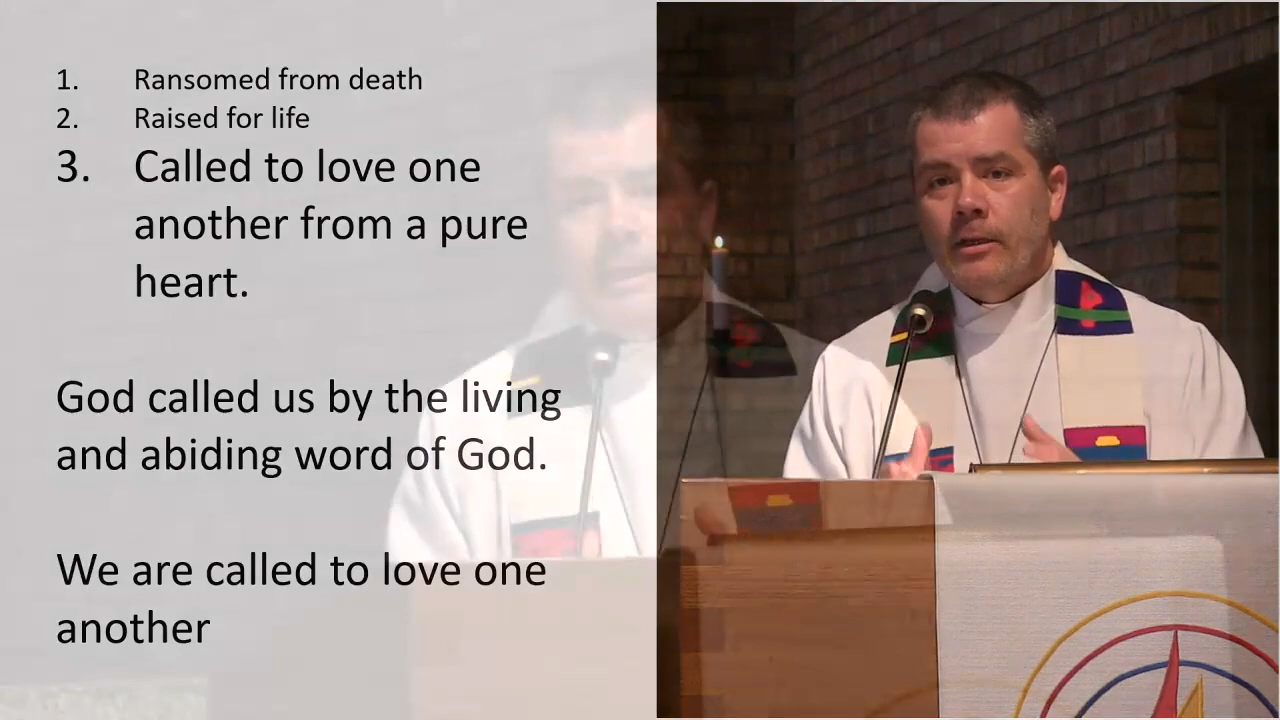 1. Ransomed from death
2. Raised for life
3. Called to love one
another from a pure
heart.
God called us by the living
and abiding word of God.
We are called to love one
another